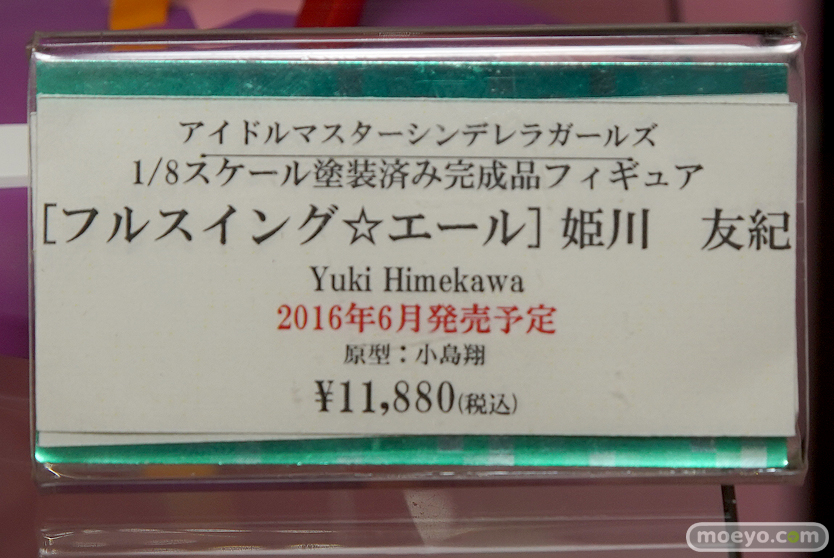 アイドルマスターシンデレラガールズ
1/8スケール塗装済み完成品フィギュア
[フルスイング☆エール] 姫川　友紀
Yuki Himekawa
2016年6月発売予定
原型：小島翔
¥11,880(税込)
moeyo.com